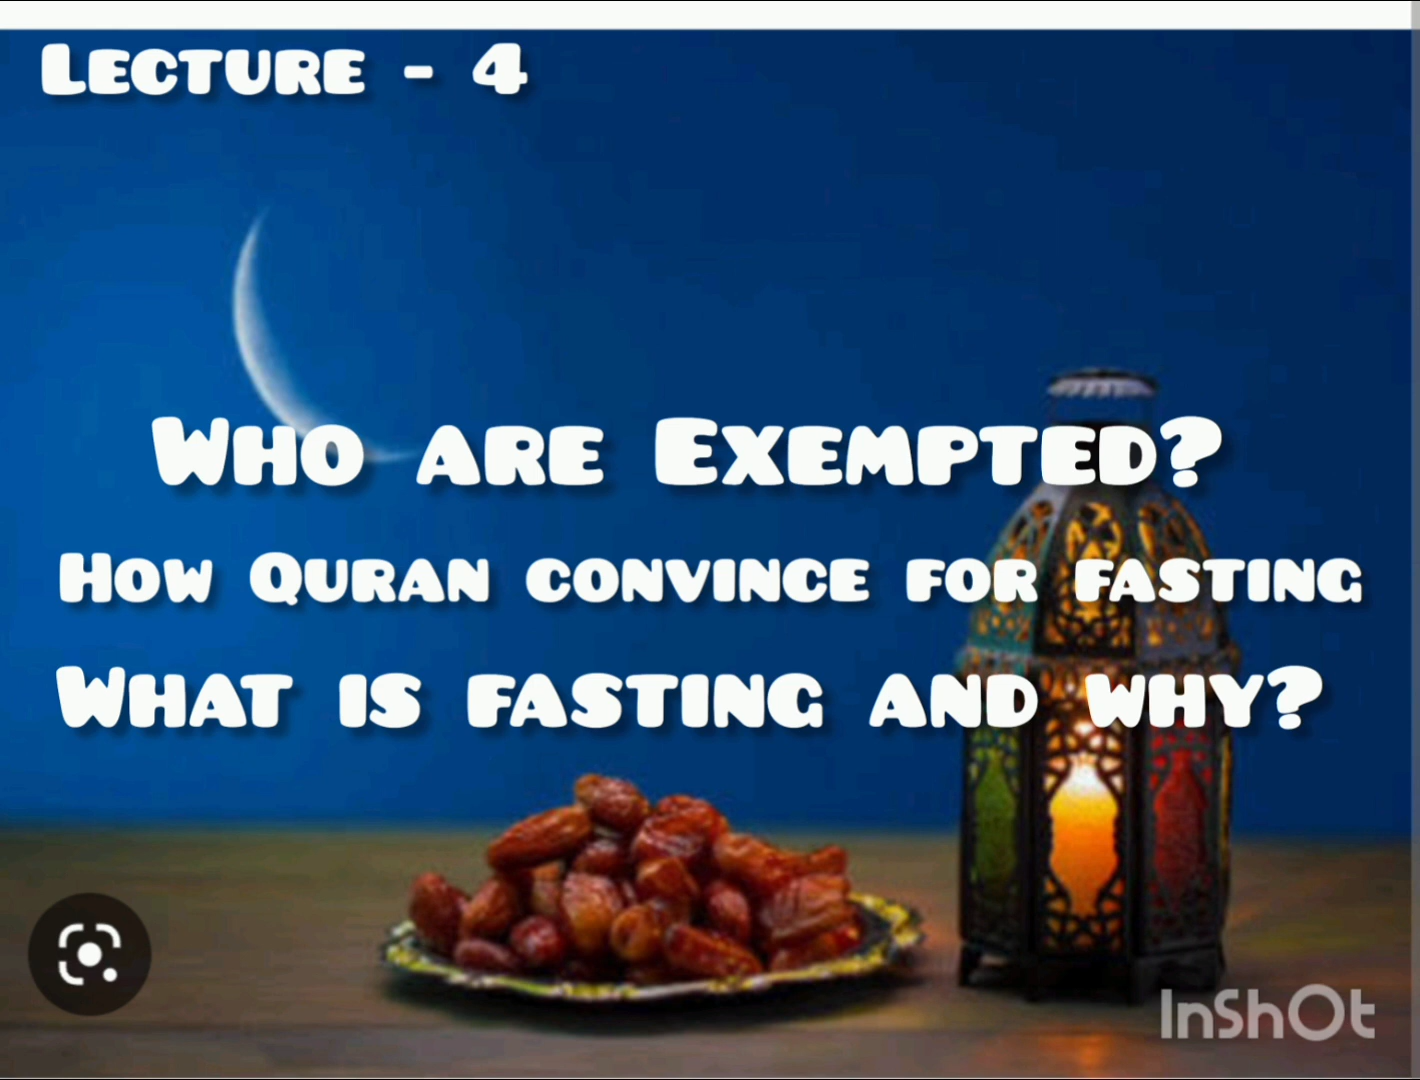 Lecture - 4
Who are Exempted?
How Quran convince for fasting
What is fasting and why?
InShOt